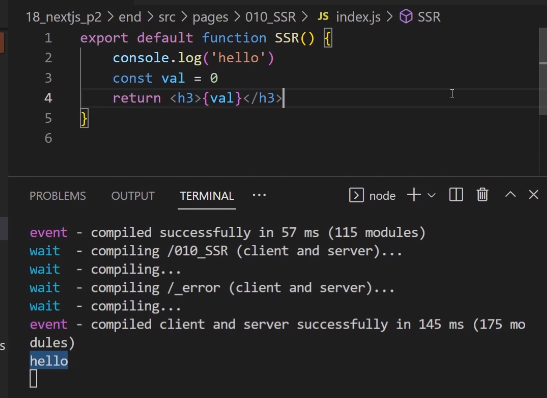 18_nextjs_p2 > end > src > pages > 010_SSR > JS index.js > SSR
1 export default function SSR() {
2 console.log('hello')
3 const val = 0
4 return <h3>{val}</h3>
5 }
6
PROBLEMS OUTPUT TERMINAL ... node
event - compiled successfully in 57 ms (115 modules)
wait - compiling /010_SSR (client and server)...
wait - compiling...
wait - compiling /_error (client and server)...
wait - compiling...
event - compiled client and server successfully in 145 ms (175 mo
dules)
s
hello